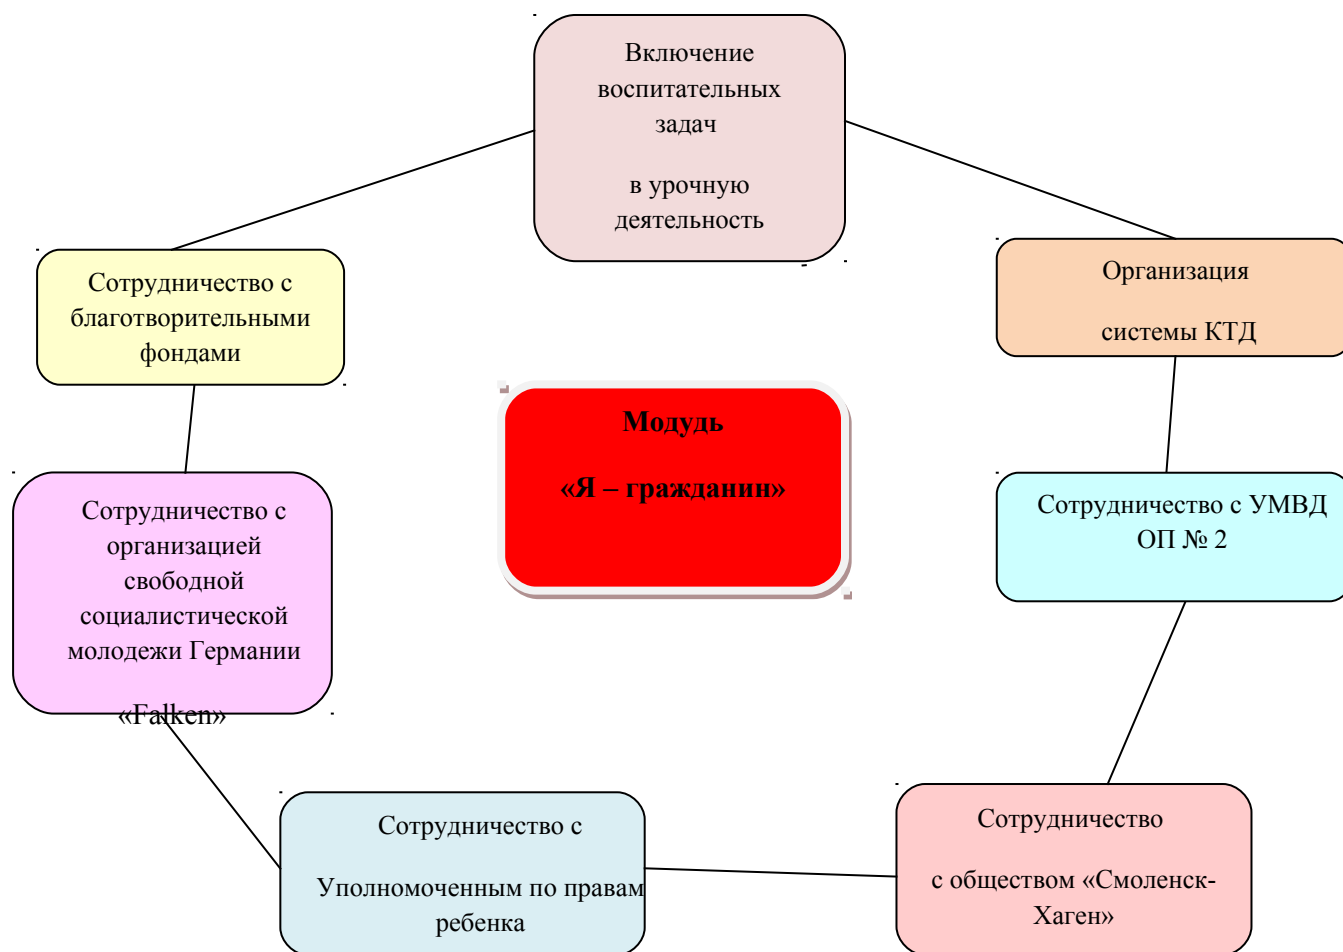 Включение
воспитательных
задач
в урочную
деятельность
Сотрудничество с
благотворительными
фондами
Организация
системы КТД
Модудь
«Я – гражданин»
Сотрудничество с
организацией
свободной
социалистической
молодежи Германии
«Falken»
Сотрудничество с УМВД
ОП № 2
Сотрудничество с
Уполномоченным по правам
ребенка
Сотрудничество
с обществом «Смоленск-
Хаген»